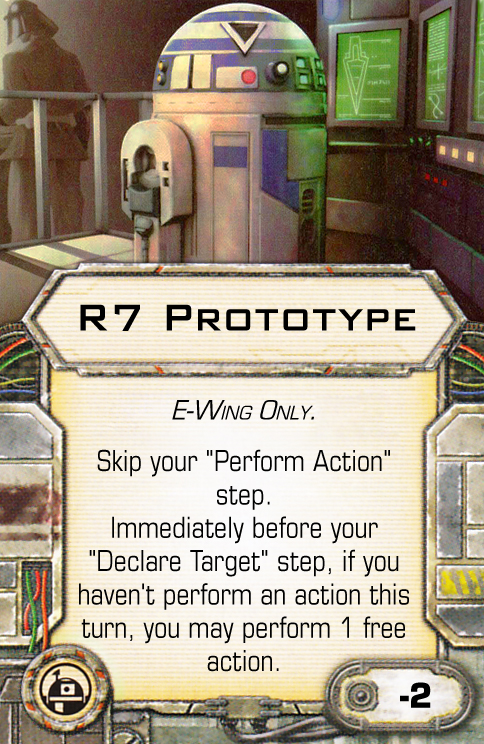 R7 Prototype
E-Wing Only.
Skip your "Perform Action"
step.
Immediately before your
"Declare Target" step, if you
haven't perform an action this
turn, you may perform 1 free
action.
-2